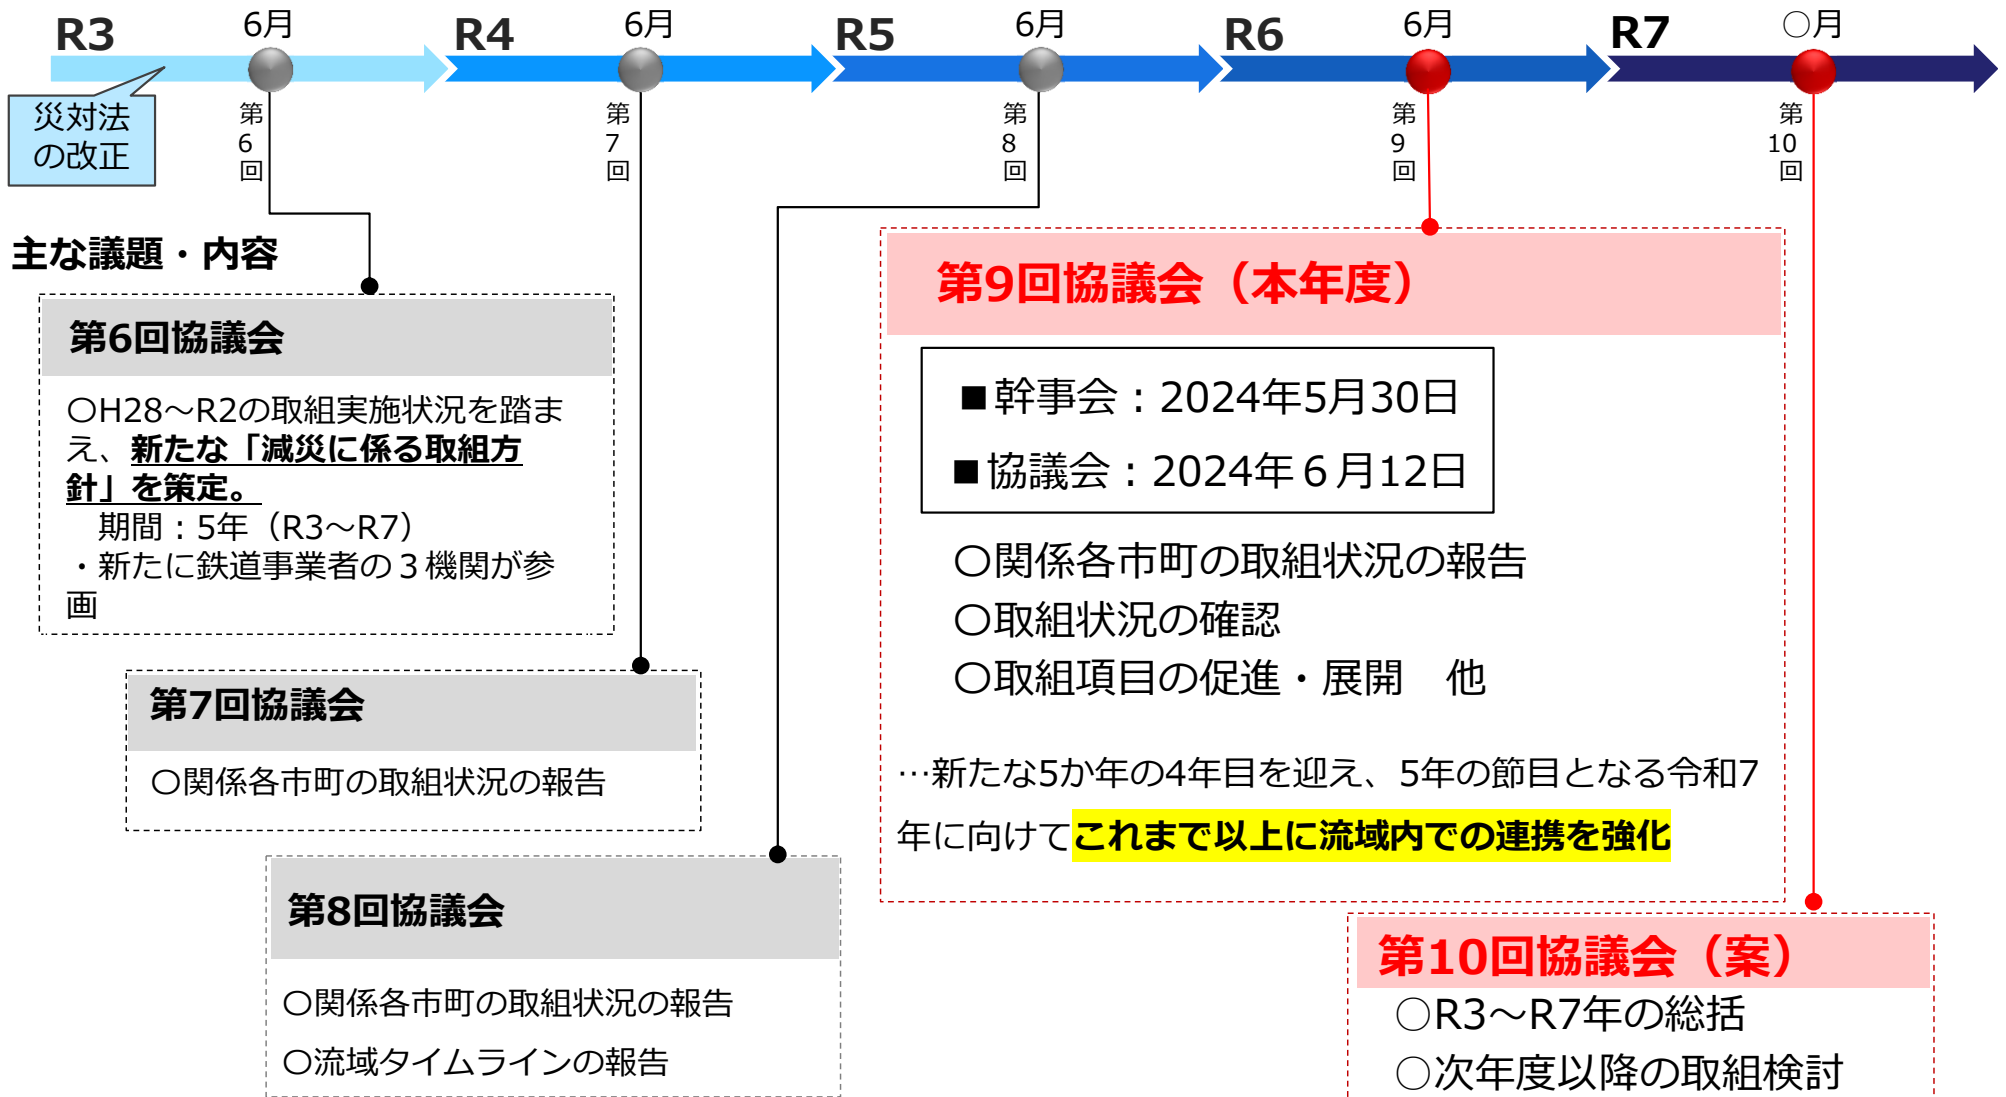 R3
6月
R4
6月
R5
6月
R6
6月
R7
○月
災対法
の改正
第
6
回
第
7
回
第
8
回
第
9
回
第
10
回
主な議題・内容
第6回協議会
〇H28～R2の取組実施状況を踏ま
え、新たな「減災に係る取組方
針」を策定。
期間：5年（R3～R7）
・新たに鉄道事業者の３機関が参
画
第7回協議会
〇関係各市町の取組状況の報告
第8回協議会
〇関係各市町の取組状況の報告
〇流域タイムラインの報告
第9回協議会（本年度）
■幹事会：2024年5月30日
■協議会：2024年６月12日
〇関係各市町の取組状況の報告
〇取組状況の確認
〇取組項目の促進・展開　他
…新たな5か年の4年目を迎え、5年の節目となる令和7
年に向けてこれまで以上に流域内での連携を強化
第10回協議会（案）
○R3～R7年の総括
○次年度以降の取組検討